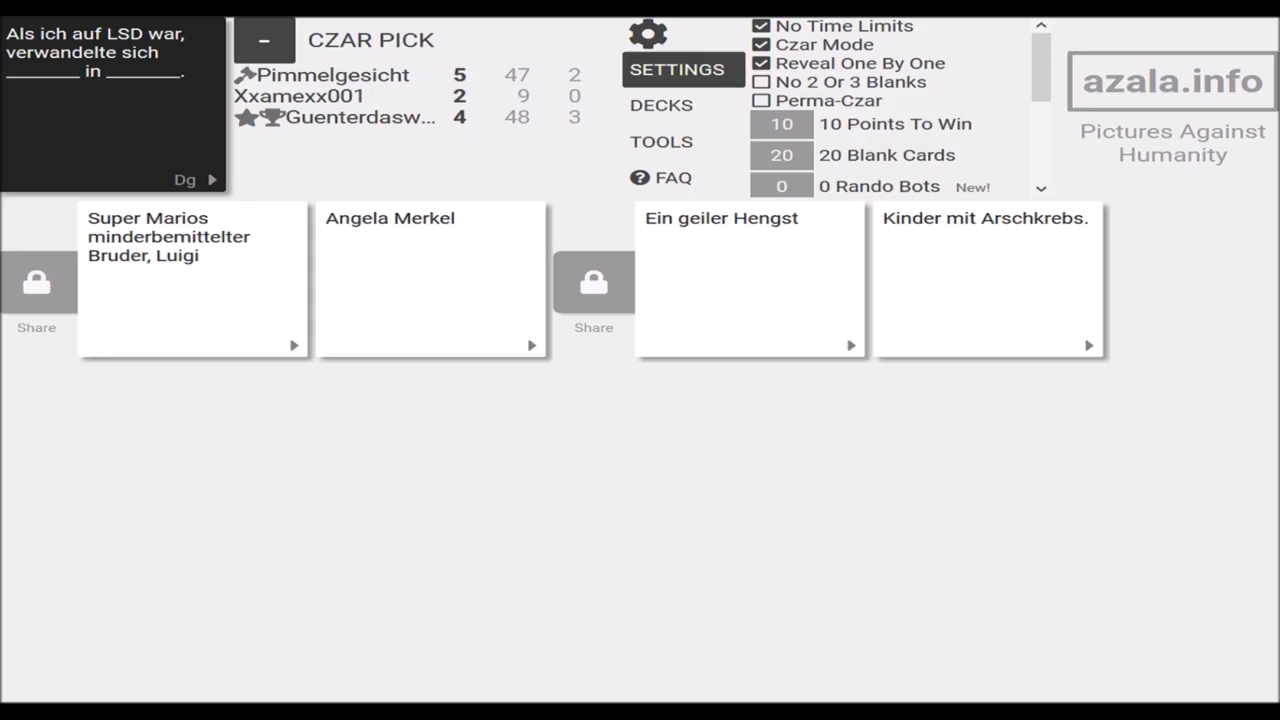 Als ich auf LSD war,
verwandelte sich
_______ in _______.
Dg
–
CZAR PICK
Pimmelgesicht 5 47 2
Xxamexx001 2 9 0
Guenterdasw... 4 48 3
SETTINGS
DECKS
TOOLS
FAQ
No Time Limits
Czar Mode
Reveal One By One
No 2 Or 3 Blanks
Perma-Czar
10 10 Points To Win
20 20 Blank Cards
0 0 Rando Bots New!
azala.info
Pictures Against
Humanity
Share
Super Marios
minderbemittelter
Bruder, Luigi
Angela Merkel
Share
Ein geiler Hengst
Kinder mit Arschkrebs.